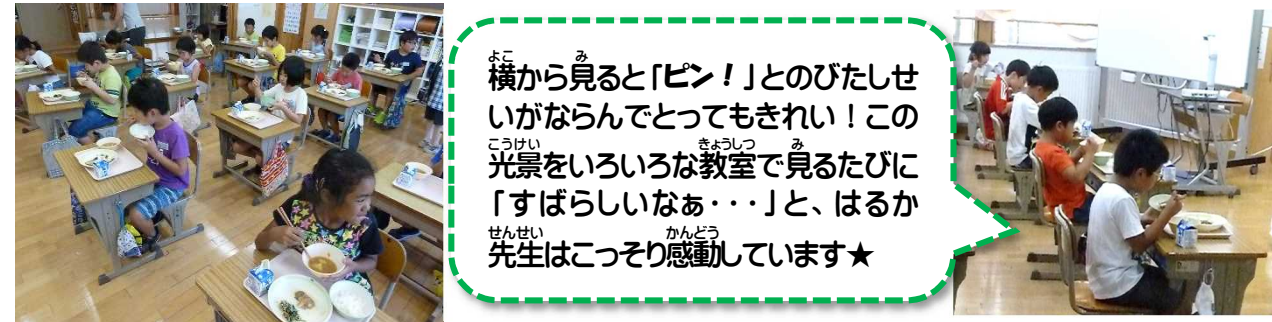 横から見ると「ピン！」とのびたしせ
いがならんでとってもきれい！この
光景をいろいろな教室で見るたびに
「すばらしいなぁ・・・」と、はるか
先生はこっそり感動しています★